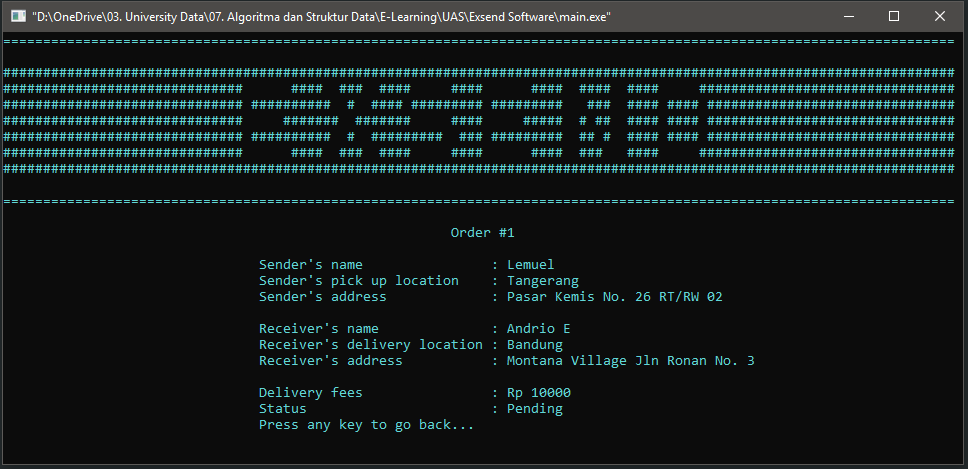 "D:\OneDrive\03. University Data\07. Algoritma dan Struktur Data\E-Learning\UAS\Exsend Software\main.exe"
EXSEND
Order #1
Sender's name : Lemuel
Sender's pick up location : Tangerang
Sender's address : Pasar Kemis No. 26 RT/RW 02
Receiver's name : Andrio E
Receiver's delivery location : Bandung
Receiver's address : Montana Village Jln Ronan No. 3
Delivery fees : Rp 10000
Status : Pending
Press any key to go back...